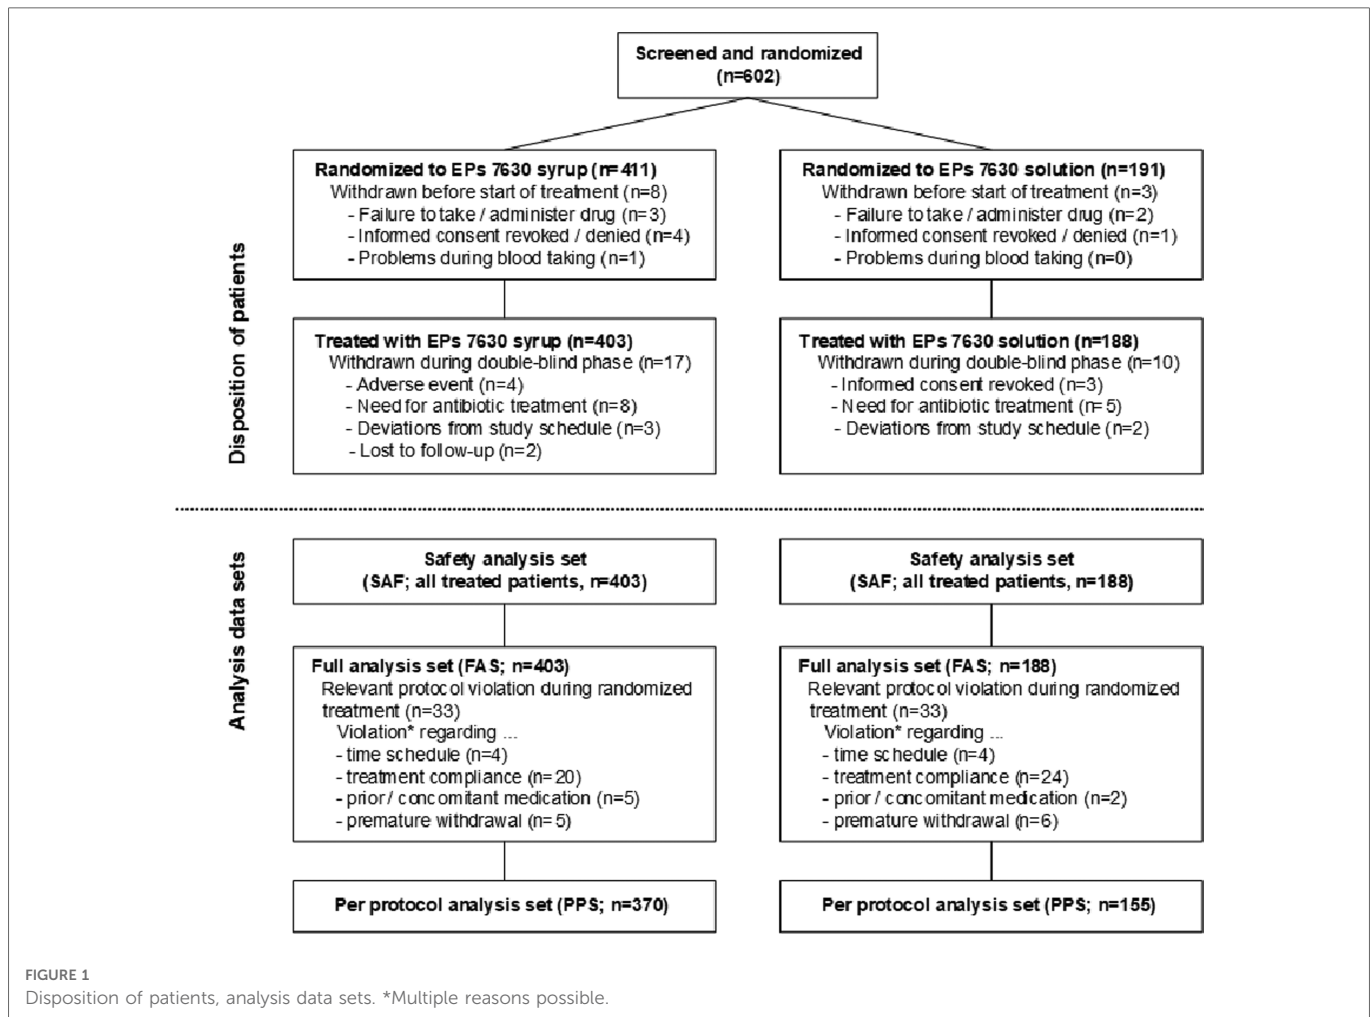 Screened and randomized
(n=602)
Disposition of patients
Randomized to EPs 7630 syrup (n=411)
Withdrawn before start of treatment (n=8)
- Failure to take / administer drug (n=3)
- Informed consent revoked / denied (n=4)
- Problems during blood taking (n=1)
Randomized to EPs 7630 solution (n=191)
Withdrawn before start of treatment (n=3)
- Failure to take / administer drug (n=2)
- Informed consent revoked / denied (n=1)
- Problems during blood taking (n=0)
Treated with EPs 7630 syrup (n=403)
Withdrawn during double-blind phase (n=17)
- Adverse event (n=4)
- Need for antibiotic treatment (n=8)
- Deviations from study schedule (n=3)
- Lost to follow-up (n=2)
Treated with EPs 7630 solution (n=188)
Withdrawn during double-blind phase (n=10)
- Informed consent revoked (n=3)
- Need for antibiotic treatment (n=5)
- Deviations from study schedule (n=2)
Analysis data sets
Safety analysis set
(SAF; all treated patients, n=403)
Safety analysis set
(SAF; all treated patients, n=188)
Full analysis set (FAS; n=403)
Relevant protocol violation during randomized
treatment (n=33)
Violation* regarding ...
- time schedule (n=4)
- treatment compliance (n=20)
- prior / concomitant medication (n=5)
- premature withdrawal (n=5)
Full analysis set (FAS; n=188)
Relevant protocol violation during randomized
treatment (n=33)
Violation* regarding ...
- time schedule (n=4)
- treatment compliance (n=24)
- prior / concomitant medication (n=2)
- premature withdrawal (n=6)
Per protocol analysis set (PPS; n=370)
Per protocol analysis set (PPS; n=155)
FIGURE 1
Disposition of patients, analysis data sets. *Multiple reasons possible.